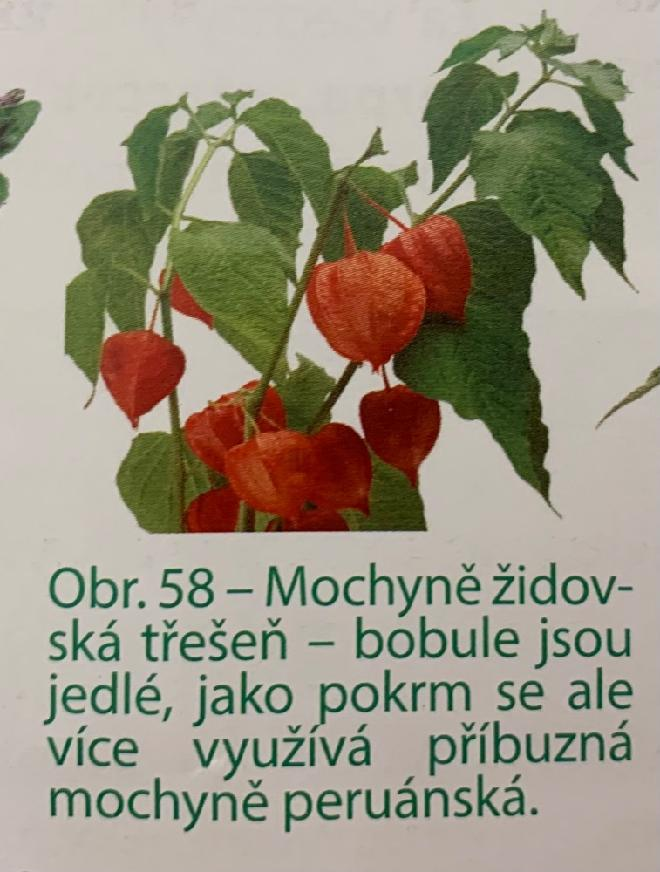 Obr. 58 – Mochyně židov-
ská třešeň – bobule jsou
jedlé, jako pokrm se ale
více využívá příbuzná
mochyně peruánská.